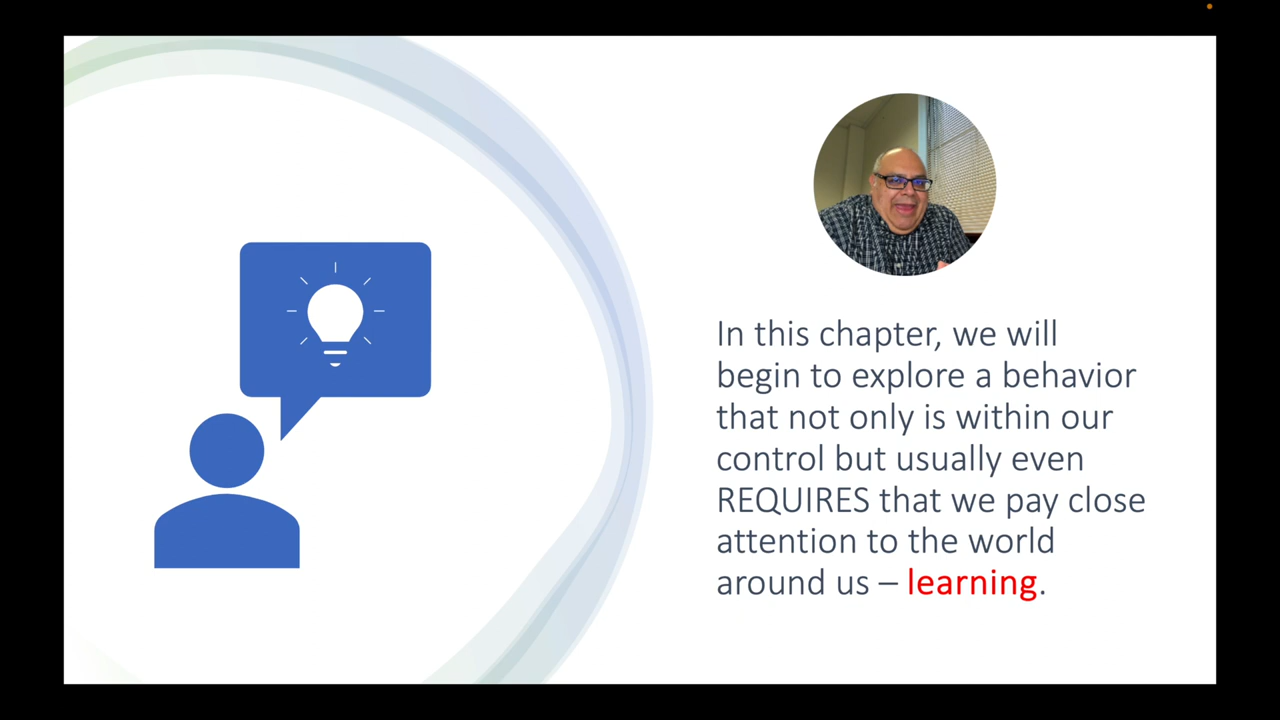 In this chapter, we will
begin to explore a behavior
that not only is within our
control but usually even
REQUIRES that we pay close
attention to the world
around us – learning.